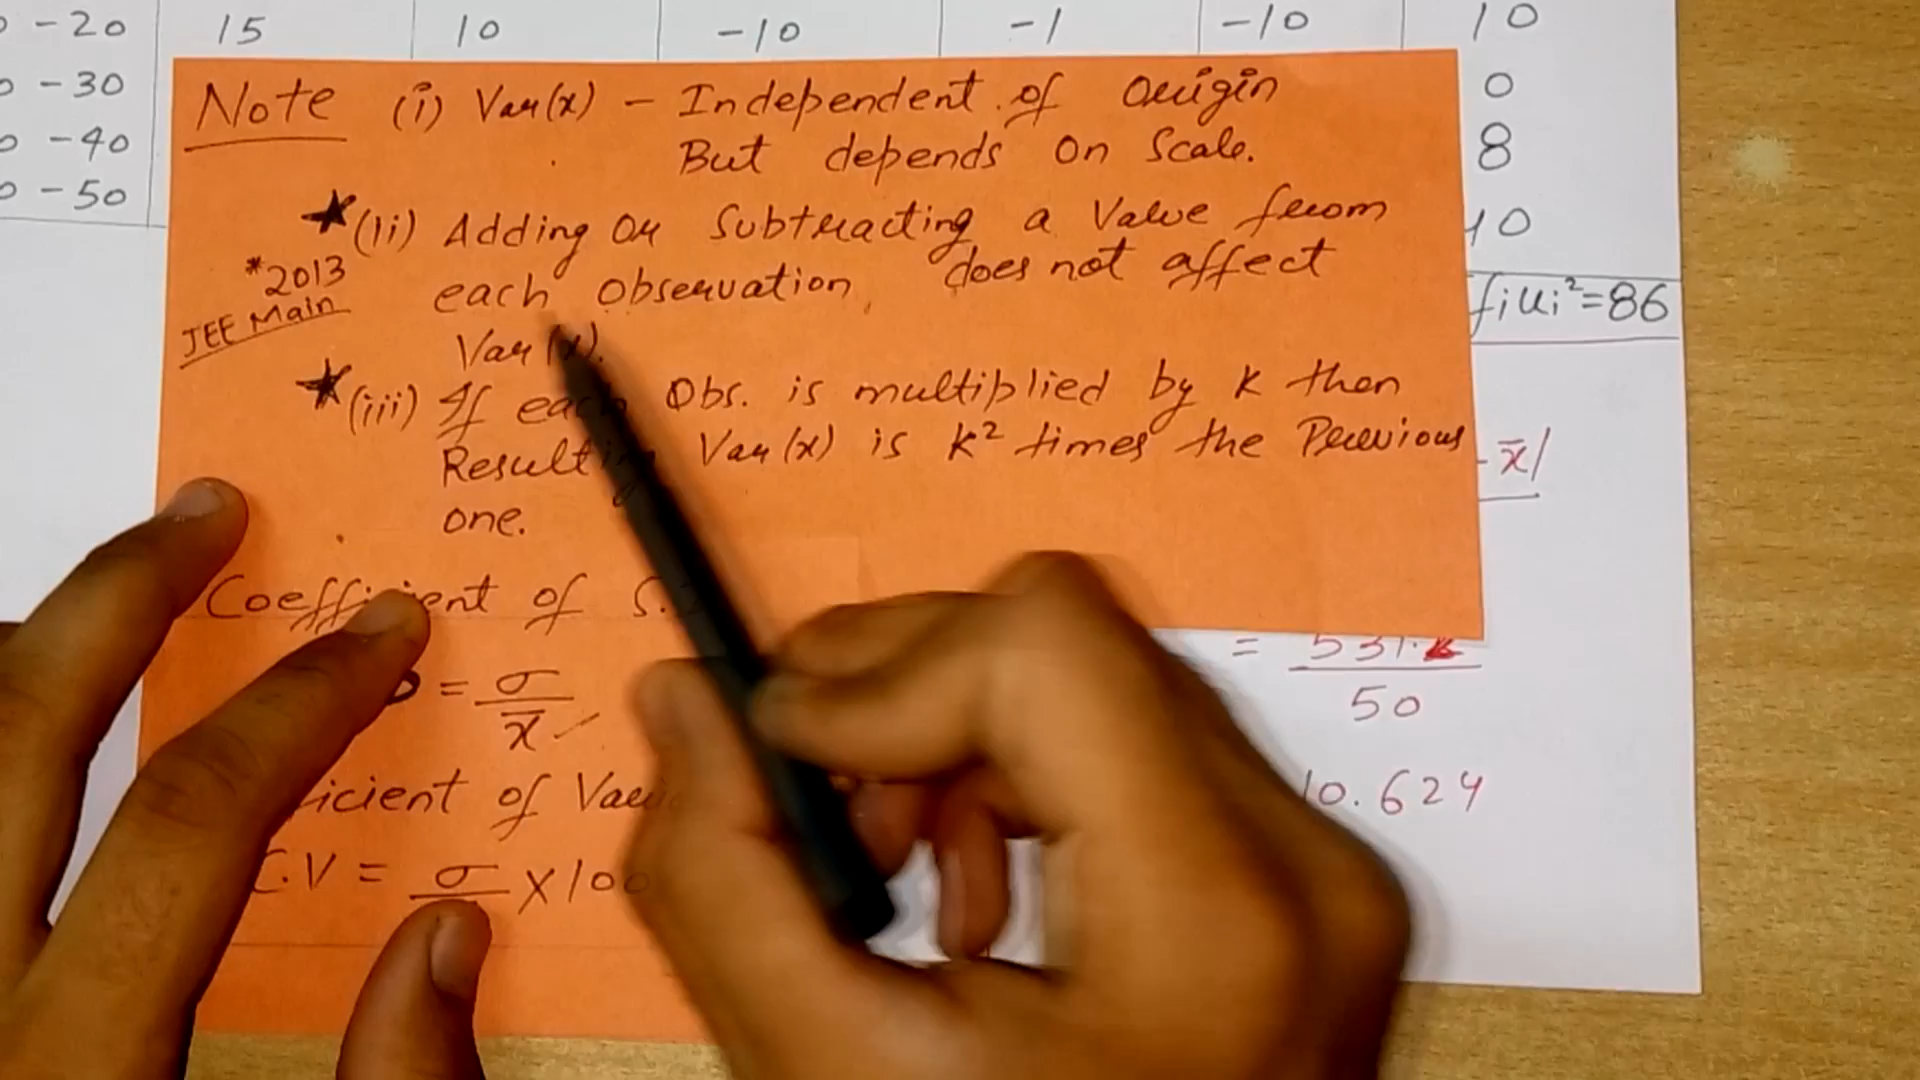 -20 15 10 -10 -1 -10 10
-30 0
-40 8
-50 10
fiui²=86
Note (i) Var(x) - Independent of Origin
But depends on Scale.
★(ii) Adding or Subtracting a Value from
each observation, does not affect
Var(x).
*2013
JEE Main
★(iii) If each Obs. is multiplied by K then
Resulting Var(x) is K² times the Previous
one.
Coefficient of S.
= σ/x̄
of
C.V = σ ×100
- x̄|
=
50
10.624